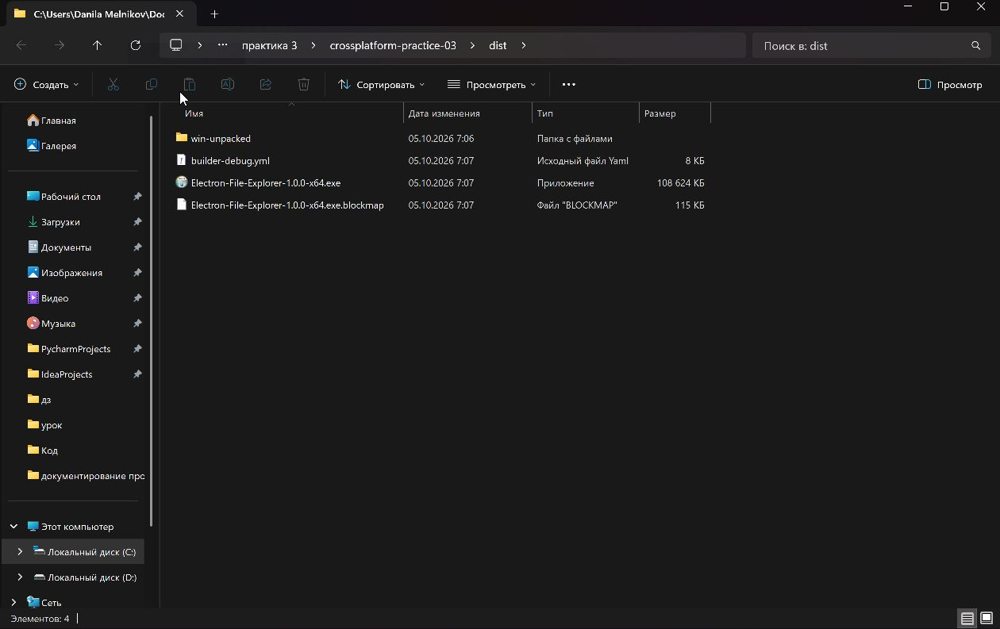 C:\Users\Danila Melnikov\Doc
… практика 3 crossplatform-practice-03 dist
Поиск в: dist
Создать
Сортировать
Просмотреть
Просмотр
Главная
Галерея
Рабочий стол
Загрузки
Документы
Изображения
Видео
Музыка
PycharmProjects
IdeaProjects
дз
урок
Код
документирование про
Этот компьютер
Локальный диск (C:)
Локальный диск (D:)
Сеть
Имя Дата изменения Тип Размер
win-unpacked 05.10.2026 7:06 Папка с файлами
builder-debug.yml 05.10.2026 7:07 Исходный файл Yaml 8 КБ
Electron-File-Explorer-1.0.0-x64.exe 05.10.2026 7:07 Приложение 108 624 КБ
Electron-File-Explorer-1.0.0-x64.exe.blockmap 05.10.2026 7:07 Файл "BLOCKMAP" 115 КБ
Элементов: 4